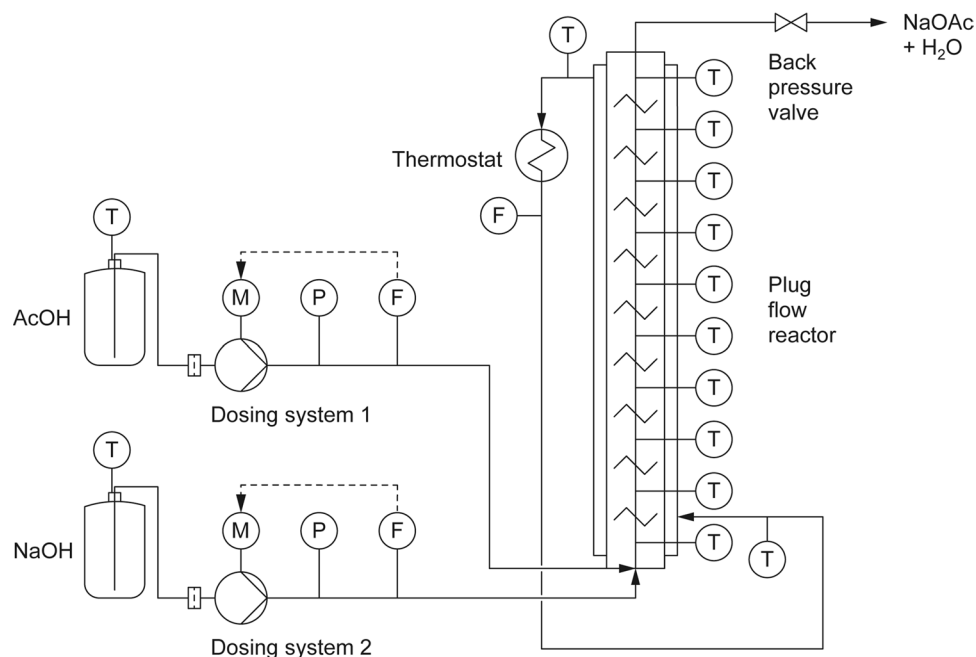 NaOAc
+ H₂O
T
Back
pressure
valve
T
T
Thermostat
T
F
T
T
AcOH
M
P
F
T
Plug
flow
reactor
T
Dosing system 1
T
T
T
NaOH
M
P
F
T
T
T
Dosing system 2